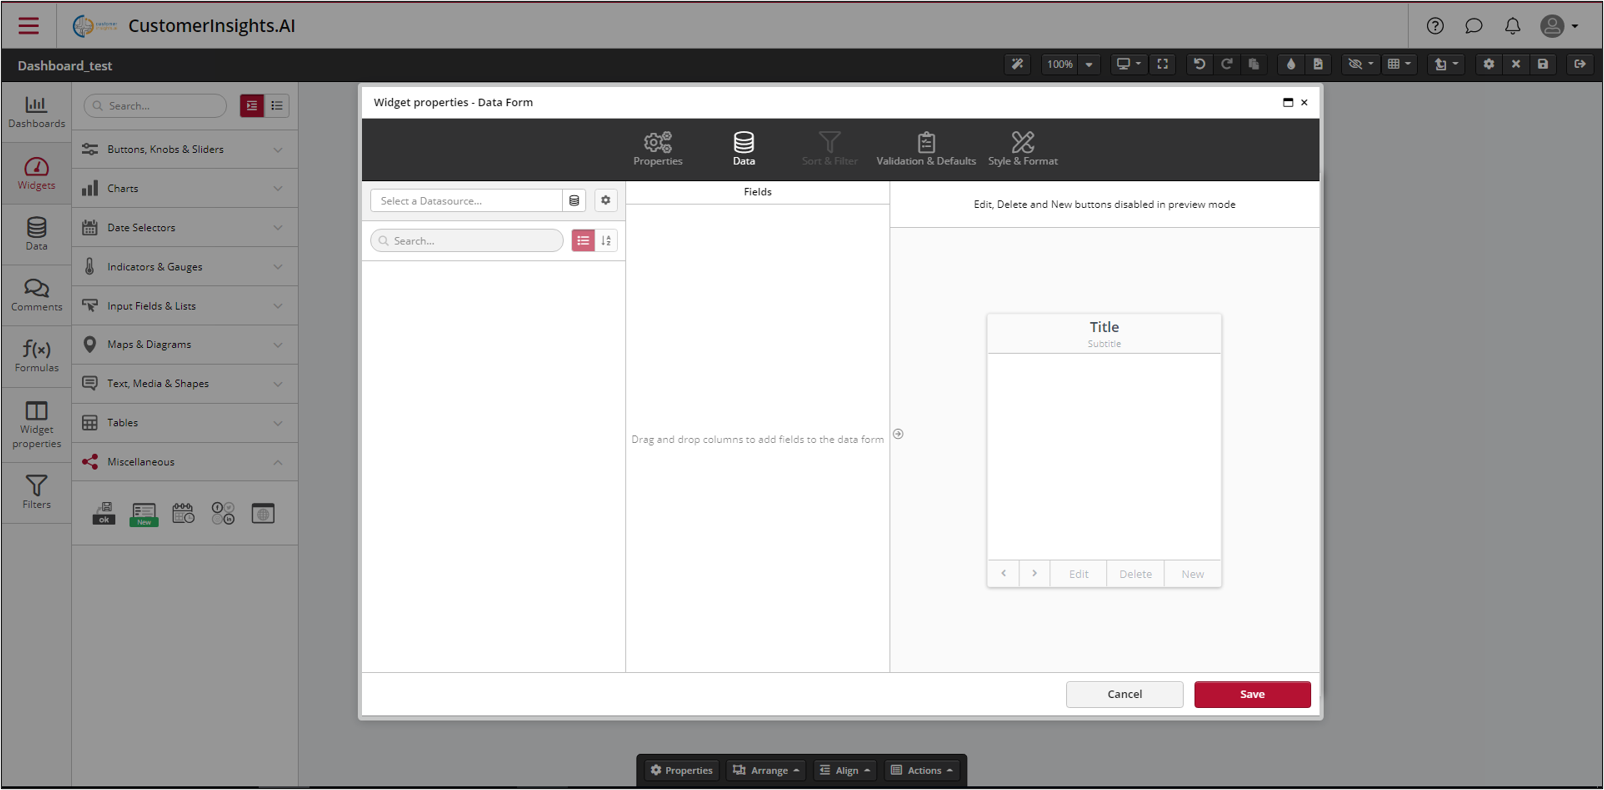 CustomerInsights.AI
Dashboard_test
100%
Dashboards
Widgets
Data
Comments
f(x)
Formulas
Widget
properties
Filters
Search...
Buttons, Knobs & Sliders
Charts
Date Selectors
Indicators & Gauges
Input Fields & Lists
Maps & Diagrams
Text, Media & Shapes
Tables
Miscellaneous
ok
New
Widget properties - Data Form
Properties
Data
Sort & Filter
Validation & Defaults
Style & Format
Select a Datasource...
Search...
Fields
Drag and drop columns to add fields to the data form
Edit, Delete and New buttons disabled in preview mode
Title
Subtitle
Edit
Delete
New
Cancel
Save
Properties
Arrange
Align
Actions